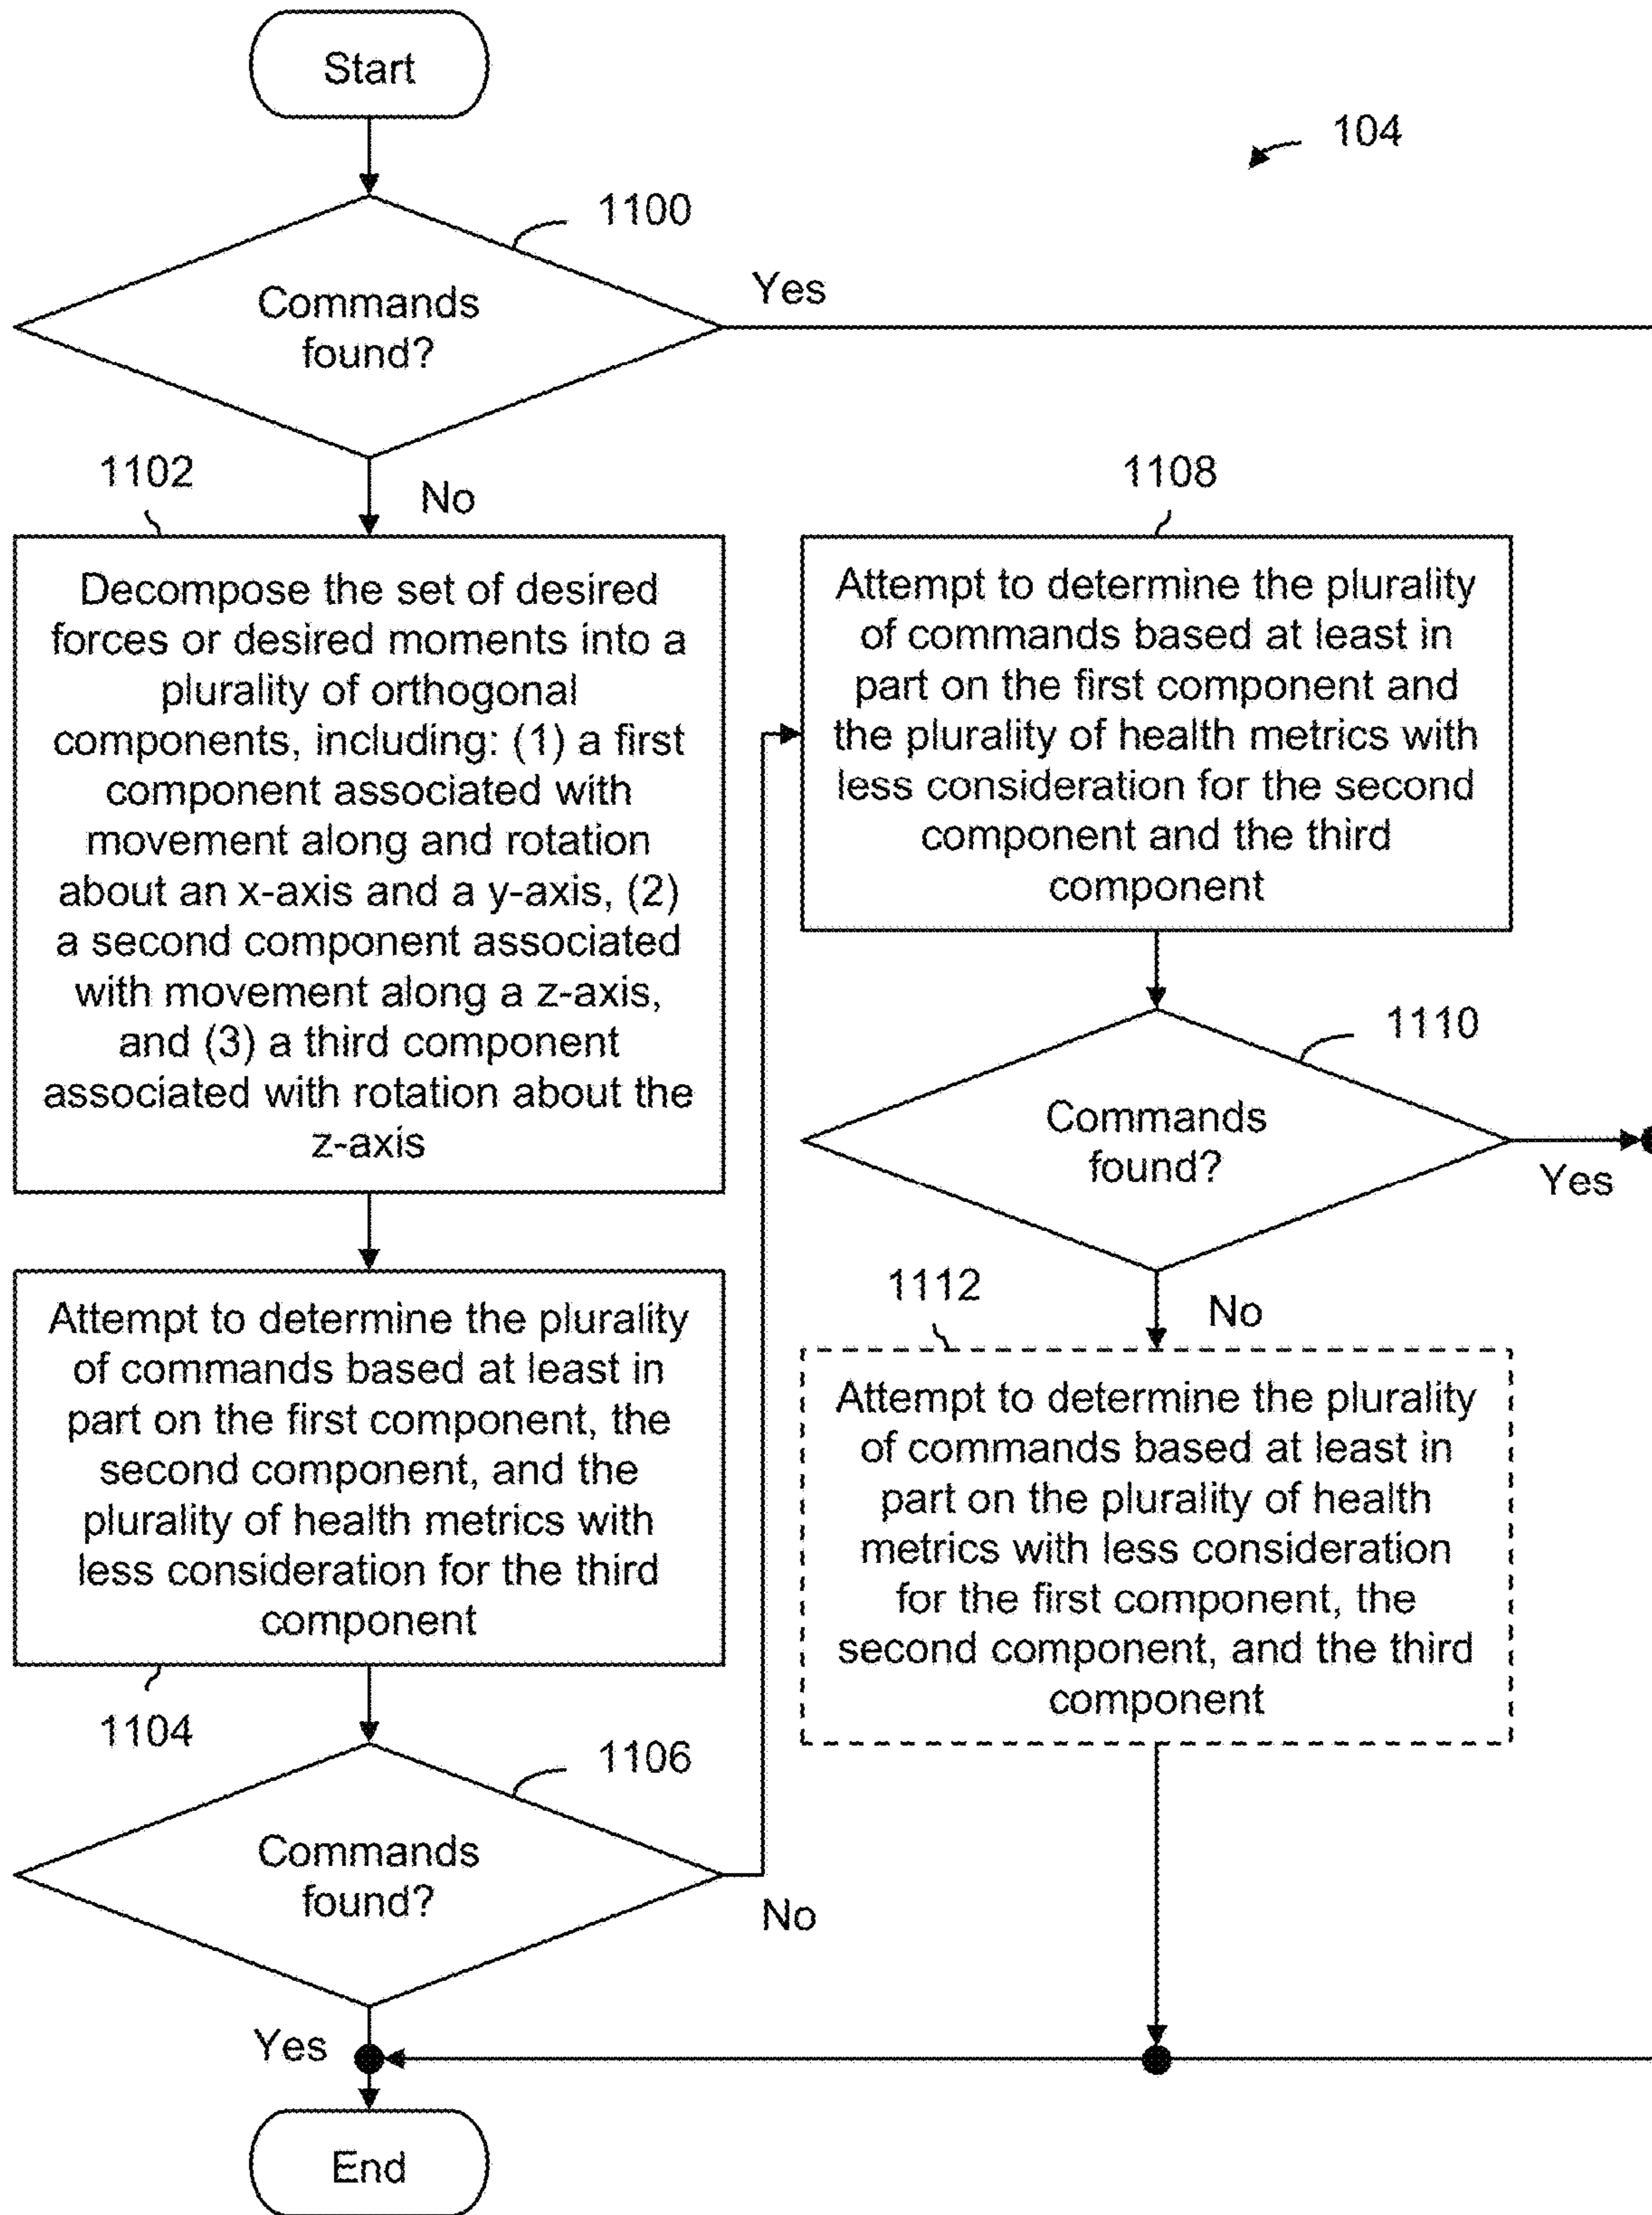 Start
104
1100
Commands
found?
Yes
No
1102
Decompose the set of desired
forces or desired moments into a
plurality of orthogonal
components, including: (1) a first
component associated with
movement along and rotation
about an x-axis and a y-axis, (2)
a second component associated
with movement along a z-axis,
and (3) a third component
associated with rotation about the
z-axis
Attempt to determine the plurality
of commands based at least in
part on the first component, the
second component, and the
plurality of health metrics with
less consideration for the third
component
1104
1106
Commands
found?
No
Yes
1108
Attempt to determine the plurality
of commands based at least in
part on the first component and
the plurality of health metrics with
less consideration for the second
component and the third
component
1110
Commands
found?
Yes
No
1112
Attempt to determine the plurality
of commands based at least in
part on the plurality of health
metrics with less consideration
for the first component, the
second component, and the third
component
End